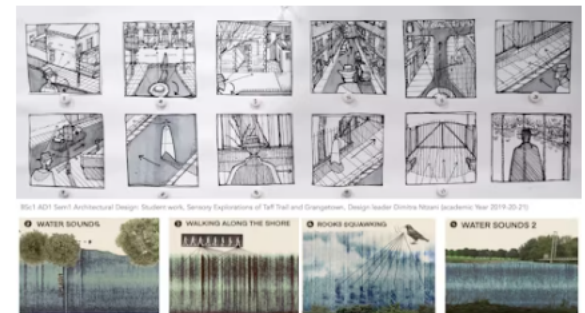 BSc1 AD1 Sem1 Architectural Design: Student work, Sensory Explorations of Taff Trail and Grangetown, Design leader Dimitra Ntzani (academic Year 2019-20-21)
WATER SOUNDS
WALKING ALONG THE SHORE
ROOKS SQUAWKING
WATER SOUNDS 2